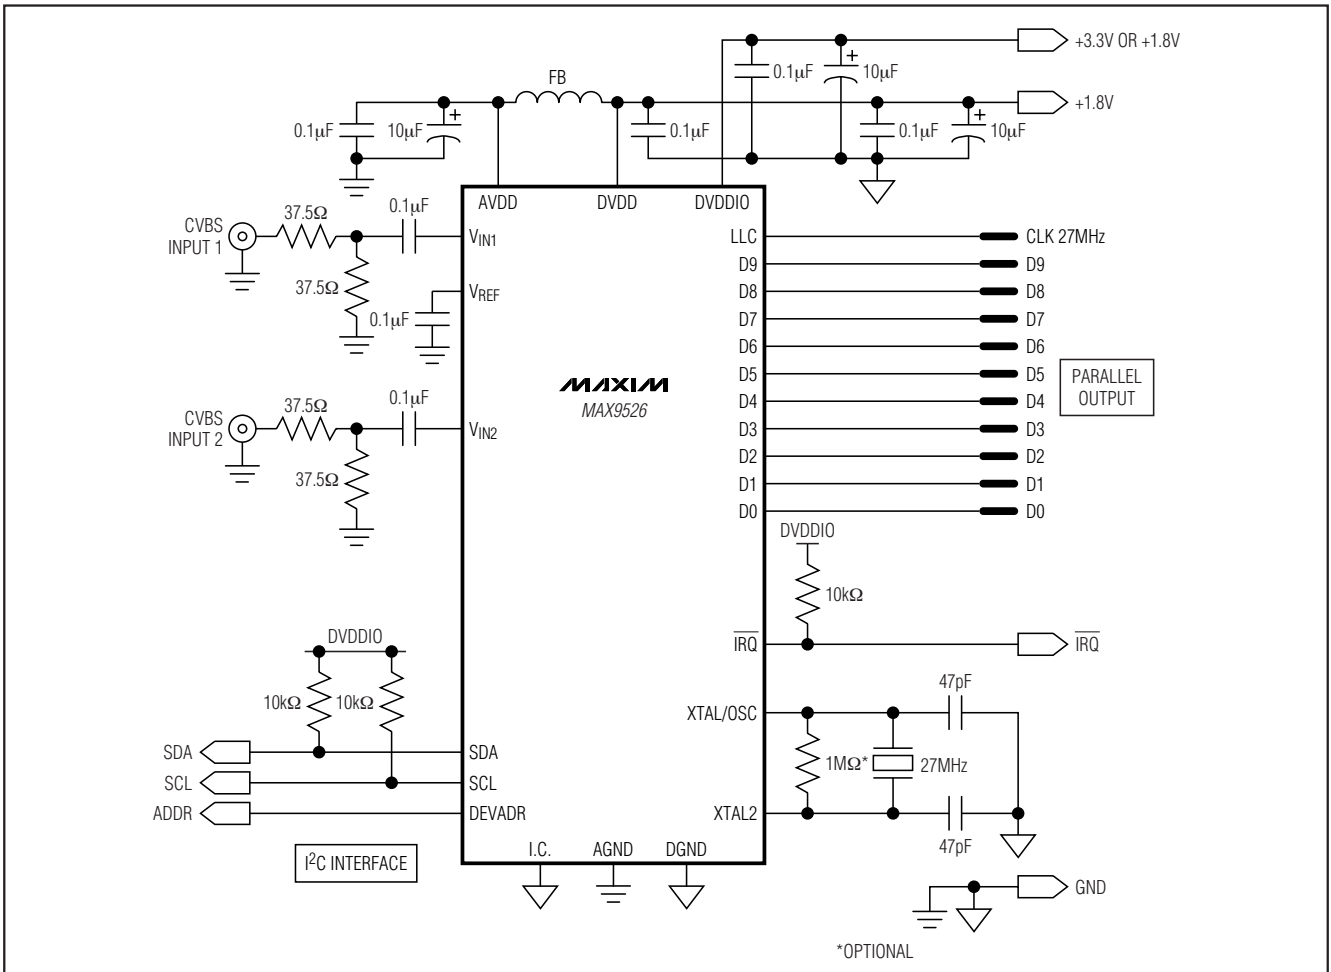 +3.3V OR +1.8V
0.1µF
10µF
+
FB
+1.8V
0.1µF
10µF
+
0.1µF
0.1µF
10µF
+
AVDD
DVDD
DVDDIO
CVBS
INPUT 1
37.5Ω
0.1µF
VIN1
37.5Ω
VREF
0.1µF
CVBS
INPUT 2
37.5Ω
0.1µF
VIN2
37.5Ω
MAXIM
MAX9526
LLC
CLK 27MHz
D9
D9
D8
D8
D7
D7
D6
D6
D5
D5
D4
D4
D3
D3
D2
D2
D1
D1
D0
D0
PARALLEL
OUTPUT
DVDDIO
10kΩ
IRQ
IRQ
DVDDIO
10kΩ
10kΩ
SDA
SDA
SCL
SCL
ADDR
DEVADR
I2C INTERFACE
XTAL/OSC
47pF
1MΩ*
27MHz
XTAL2
47pF
I.C.
AGND
DGND
GND
*OPTIONAL